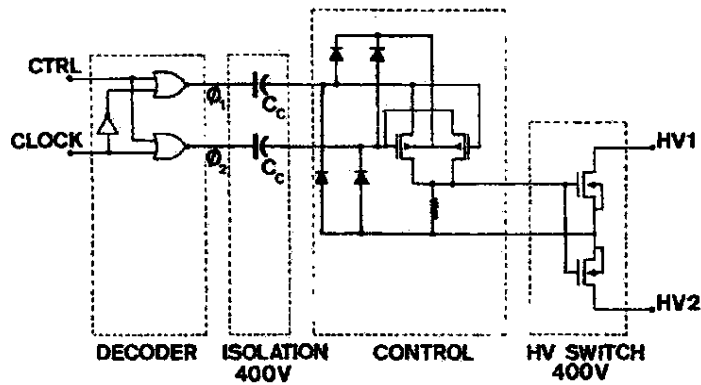 CTRL
CLOCK
Ø1
Ø2
Cc
Cc
HV1
HV2
DECODER
ISOLATION
400V
CONTROL
HV SWITCH
400V